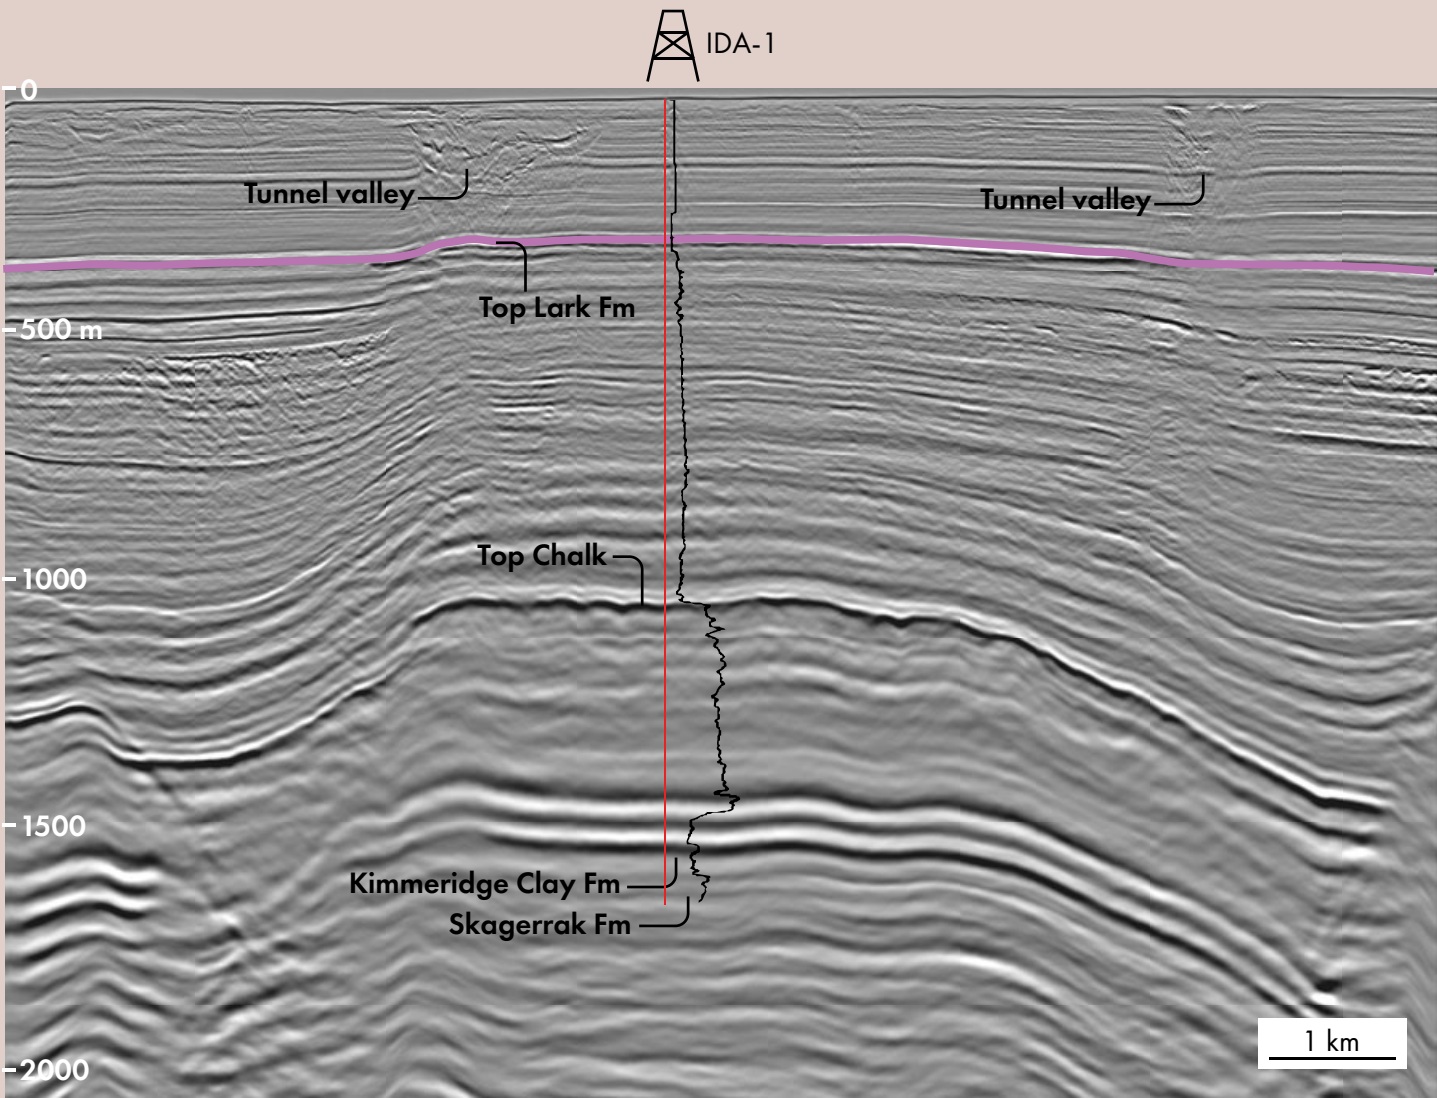 IDA-1
0
Tunnel valley
Tunnel valley
Top Lark Fm
500 m
Top Chalk
1000
1500
Kimmeridge Clay Fm
Skagerrak Fm
1 km
2000